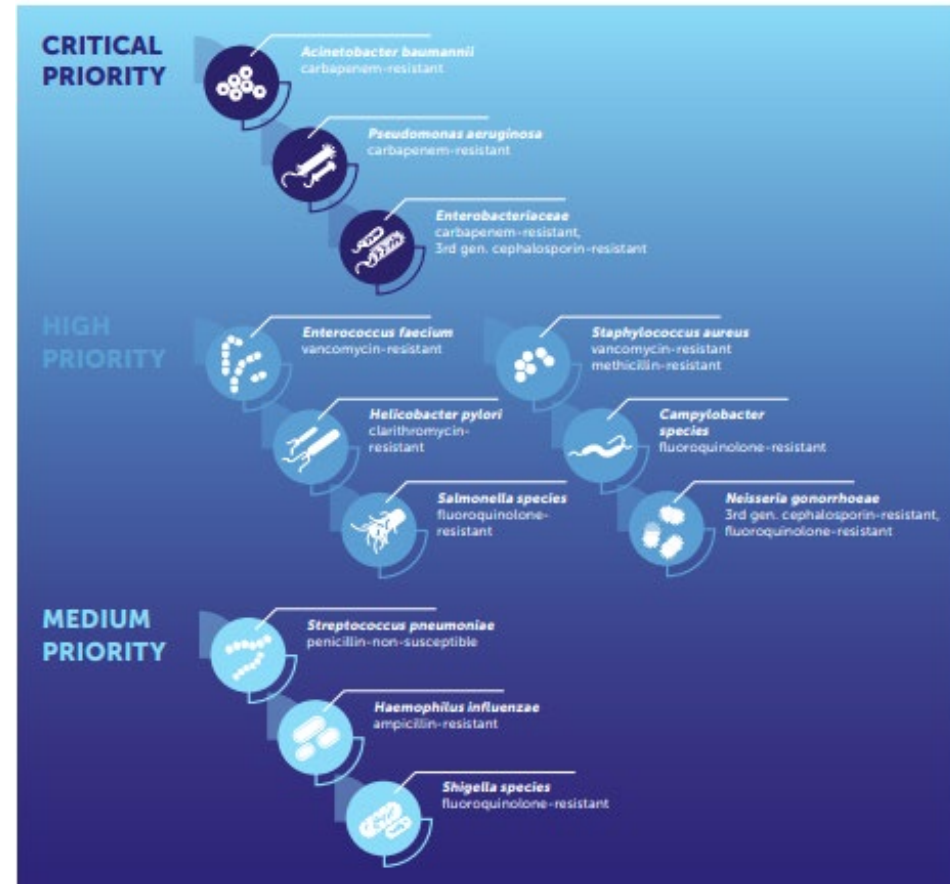 CRITICAL
PRIORITY
Acinetobacter baumannii
carbapenem-resistant
Pseudomonas aeruginosa
carbapenem-resistant
Enterobacteriaceae
carbapenem-resistant,
3rd gen. cephalosporin-resistant
HIGH
PRIORITY
Enterococcus faecium
vancomycin-resistant
Helicobacter pylori
clarithromycin-
resistant
Salmonella species
fluoroquinolone-
resistant
Staphylococcus aureus
vancomycin-resistant
methicillin-resistant
Campylobacter
species
fluoroquinolone-resistant
Neisseria gonorrhoeae
3rd gen. cephalosporin-resistant,
fluoroquinolone-resistant
MEDIUM
PRIORITY
Streptococcus pneumoniae
penicillin-non-susceptible
Haemophilus influenzae
ampicillin-resistant
Shigella species
fluoroquinolone-resistant